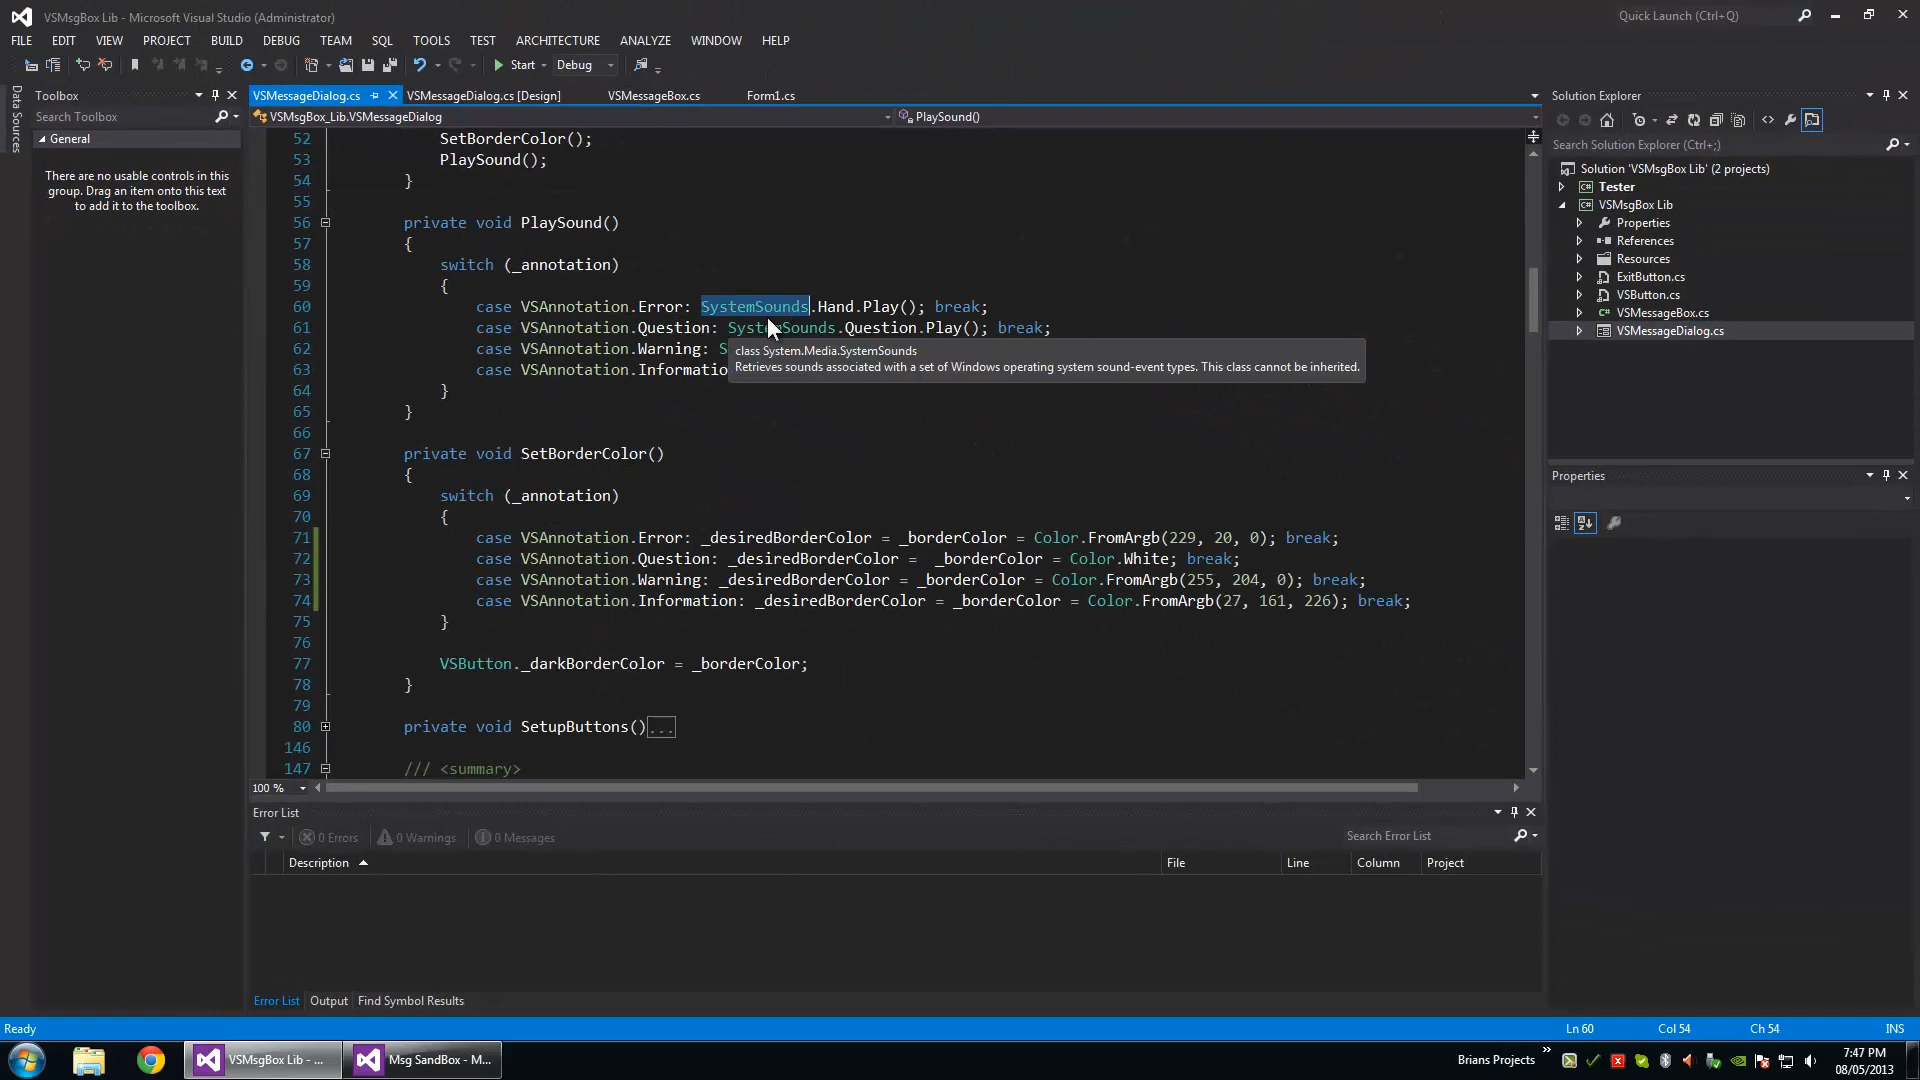 VSMsgBox Lib - Microsoft Visual Studio (Administrator)
Quick Launch (Ctrl+Q)
FILE EDIT VIEW PROJECT BUILD DEBUG TEAM SQL TOOLS TEST ARCHITECTURE ANALYZE WINDOW HELP
Start Debug
Data Sources
Toolbox
Search Toolbox
General
There are no usable controls in this
group. Drag an item onto this text
to add it to the toolbox.
VSMessageDialog.cs VSMessageDialog.cs [Design] VSMessageBox.cs Form1.cs
VSMsgBox_Lib.VSMessageDialog PlaySound()
52 SetBorderColor();
53 PlaySound();
54 }
55
56 private void PlaySound()
57 {
58 switch (_annotation)
59 {
60 case VSAnnotation.Error: SystemSounds.Hand.Play(); break;
61 case VSAnnotation.Question: SystemSounds.Question.Play(); break;
62 case VSAnnotation.Warning: S
63 case VSAnnotation.Informatio
class System.Media.SystemSounds
Retrieves sounds associated with a set of Windows operating system sound-event types. This class cannot be inherited.
64 }
65 }
66
67 private void SetBorderColor()
68 {
69 switch (_annotation)
70 {
71 case VSAnnotation.Error: _desiredBorderColor = _borderColor = Color.FromArgb(229, 20, 0); break;
72 case VSAnnotation.Question: _desiredBorderColor =  _borderColor = Color.White; break;
73 case VSAnnotation.Warning: _desiredBorderColor = _borderColor = Color.FromArgb(255, 204, 0); break;
74 case VSAnnotation.Information: _desiredBorderColor = _borderColor = Color.FromArgb(27, 161, 226); break;
75 }
76
77 VSButton._darkBorderColor = _borderColor;
78 }
79
80 private void SetupButtons()...
146
147 /// <summary>
100 %
Error List
0 Errors 0 Warnings 0 Messages
Search Error List
Description File Line Column Project
Error List Output Find Symbol Results
Solution Explorer
Search Solution Explorer (Ctrl+;)
Solution 'VSMsgBox Lib' (2 projects)
Tester
VSMsgBox Lib
Properties
References
Resources
ExitButton.cs
VSButton.cs
VSMessageBox.cs
VSMessageDialog.cs
Properties
Ready Ln 60 Col 54 Ch 54 INS
VSMsgBox Lib - ... Msg SandBox - M...
Brians Projects
7:47 PM
08/05/2013